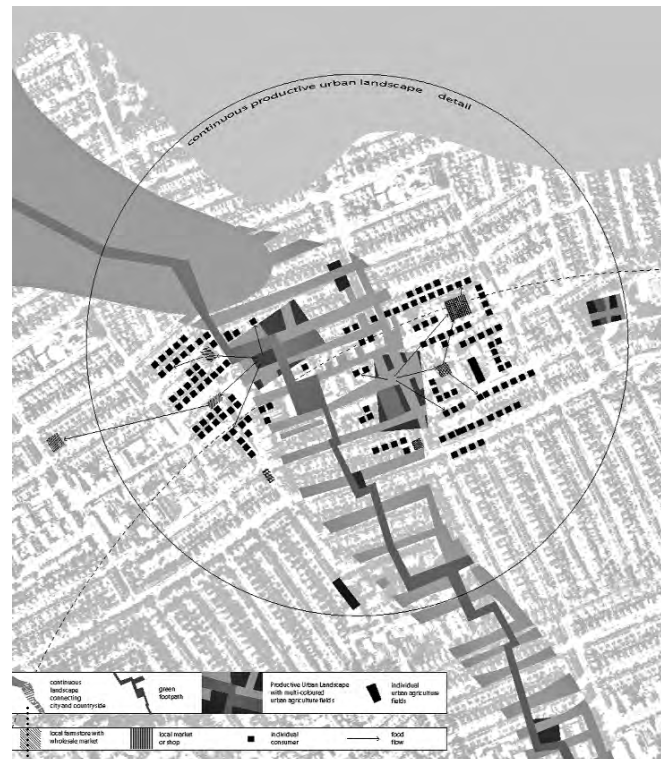 continuous productive urban landscape detail
continuous
landscape
connecting
city and countryside
green
footpath
Productive Urban Landscape
with multi-coloured
urban agriculture fields
individual
urban agriculture
fields
local farm store with
wholesale market
local market
or shop
individual
consumer
food
flow